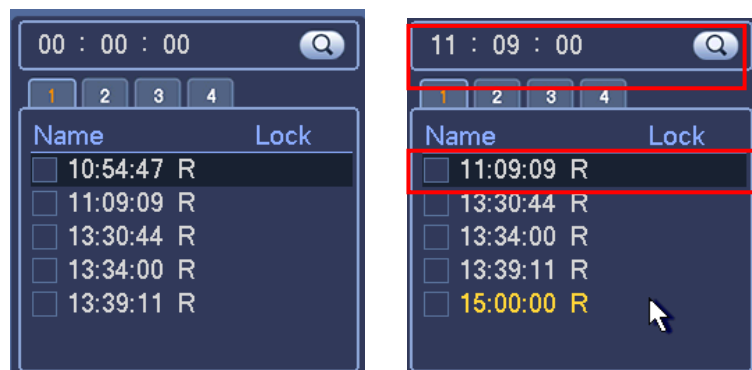 00 : 00 : 00
1 2 3 4
Name Lock
10:54:47 R
11:09:09 R
13:30:44 R
13:34:00 R
13:39:11 R
11 : 09 : 00
1 2 3 4
Name Lock
11:09:09 R
13:30:44 R
13:34:00 R
13:39:11 R
15:00:00 R